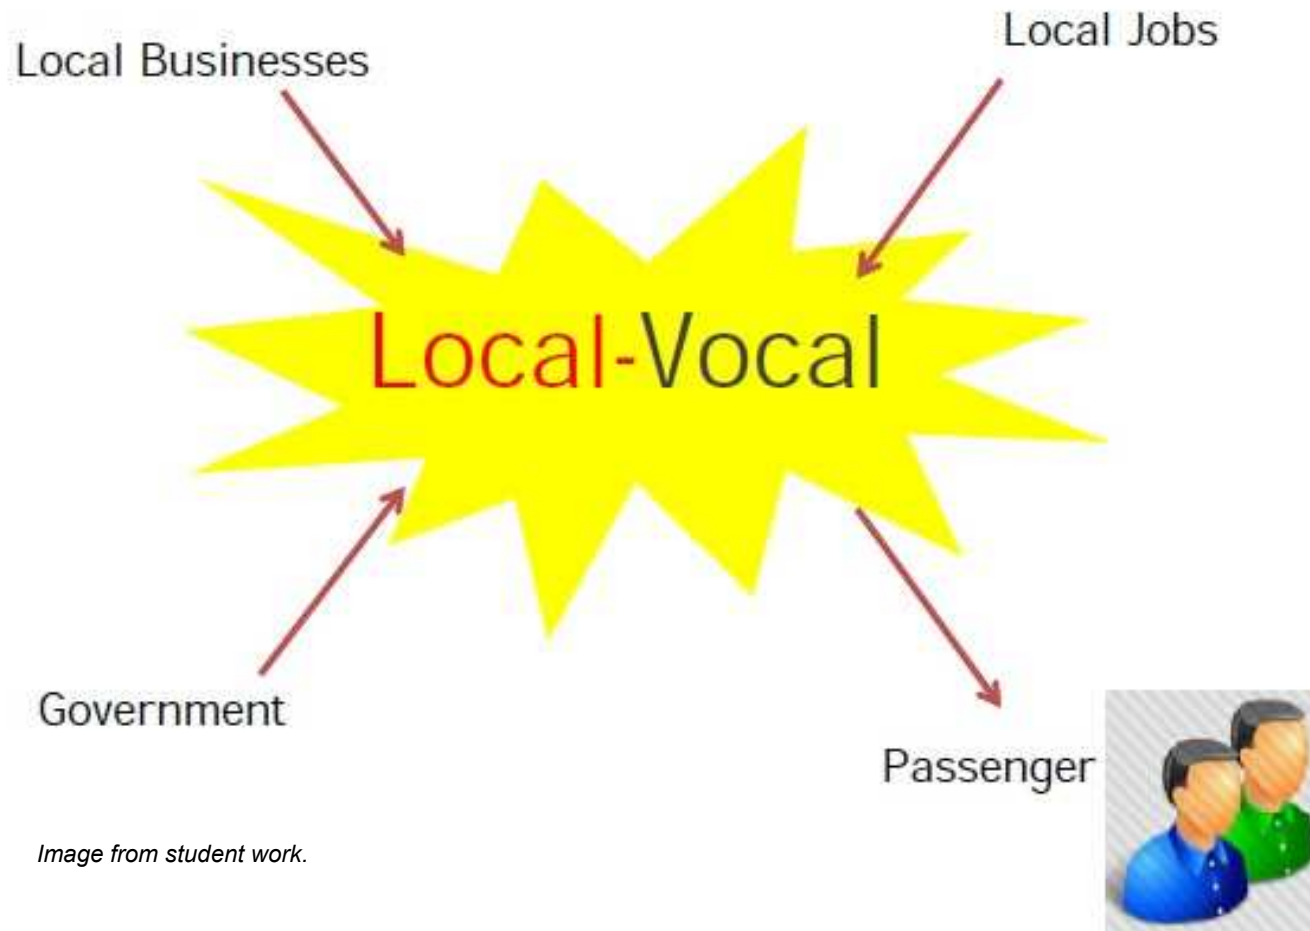 Local Jobs
Local Businesses
Local-Vocal
Government
Passenger
Image from student work.